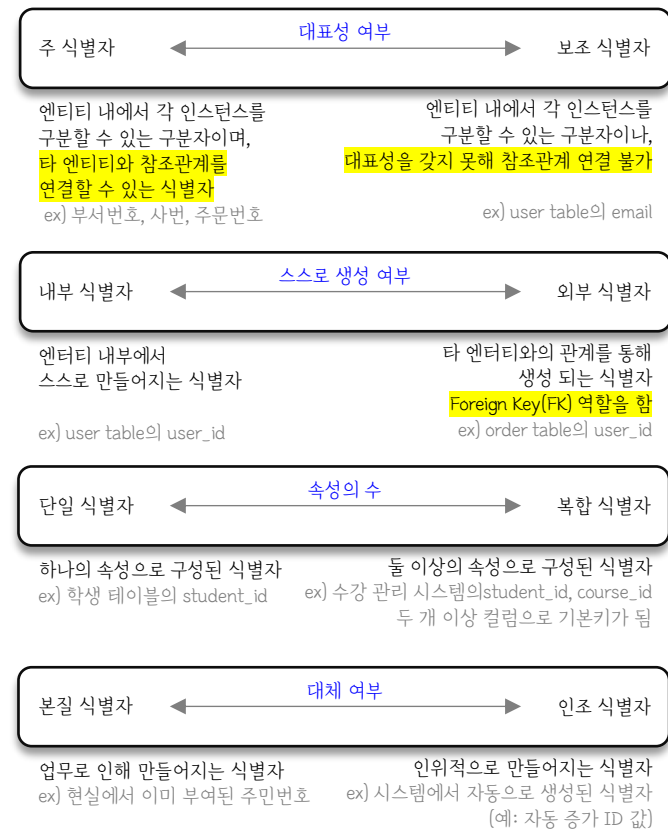 대표성 여부
주 식별자
보조 식별자
엔티티 내에서 각 인스턴스를
구분할 수 있는 구분자이며,
타 엔티티와 참조관계를
연결할 수 있는 식별자
ex) 부서번호, 사번, 주문번호
엔티티 내에서 각 인스턴스를
구분할 수 있는 구분자이나,
대표성을 갖지 못해 참조관계 연결 불가
ex) user table의 email
스스로 생성 여부
내부 식별자
외부 식별자
엔터티 내부에서
스스로 만들어지는 식별자
ex) user table의 user_id
타 엔터티와의 관계를 통해
생성 되는 식별자
Foreign Key(FK) 역할을 함
ex) order table의 user_id
속성의 수
단일 식별자
복합 식별자
하나의 속성으로 구성된 식별자
ex) 학생 테이블의 student_id
둘 이상의 속성으로 구성된 식별자
ex) 수강 관리 시스템의student_id, course_id
두 개 이상 컬럼으로 기본키가 됨
대체 여부
본질 식별자
인조 식별자
업무로 인해 만들어지는 식별자
ex) 현실에서 이미 부여된 주민번호
인위적으로 만들어지는 식별자
ex) 시스템에서 자동으로 생성된 식별자
(예: 자동 증가 ID 값)